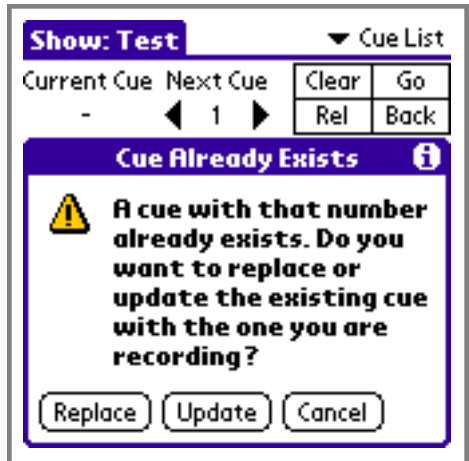 Show: Test
Cue List
Current Cue Next Cue Clear Go
- 1 Rel Back
Cue Already Exists
A cue with that number
already exists. Do you
want to replace or
update the existing cue
with the one you are
recording?
Replace Update Cancel